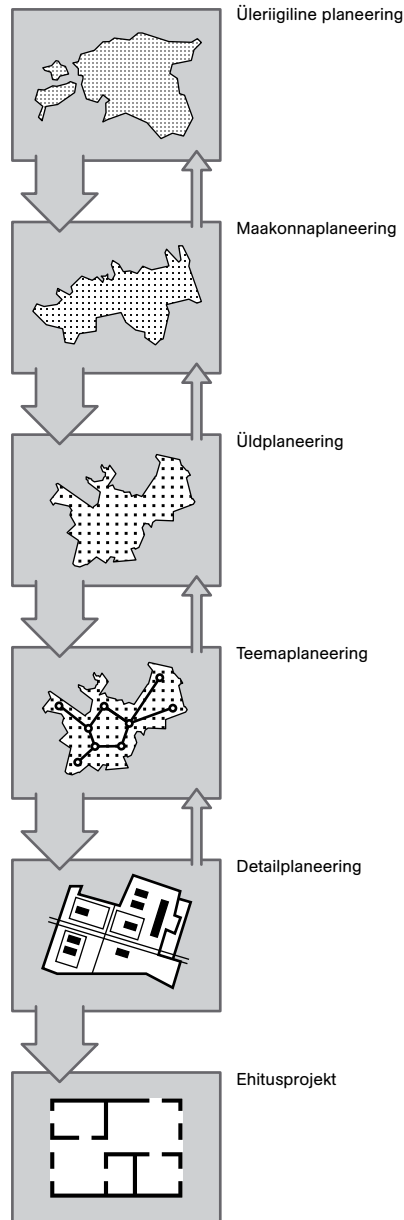 Üleriigiline planeering
Maakonnaplaneering
Üldplaneering
Teemaplaneering
Detailplaneering
Ehitusprojekt